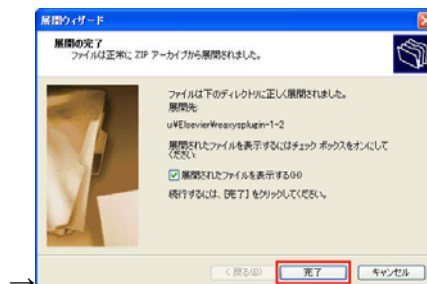 展開ウィザード
展開の完了
ファイルは正常に ZIP アーカイブから展開されました。
ファイルは下のディレクトリに正しく展開されました。
展開先:
u¥Elsevier¥reaxysplugin-1-2
展開されたファイルを表示するにはチェック ボックスをオンにして
ください:
展開されたファイルを表示する(H)
続行するには、[完了] をクリックしてください。
< 戻る(B)
完了
キャンセル
→